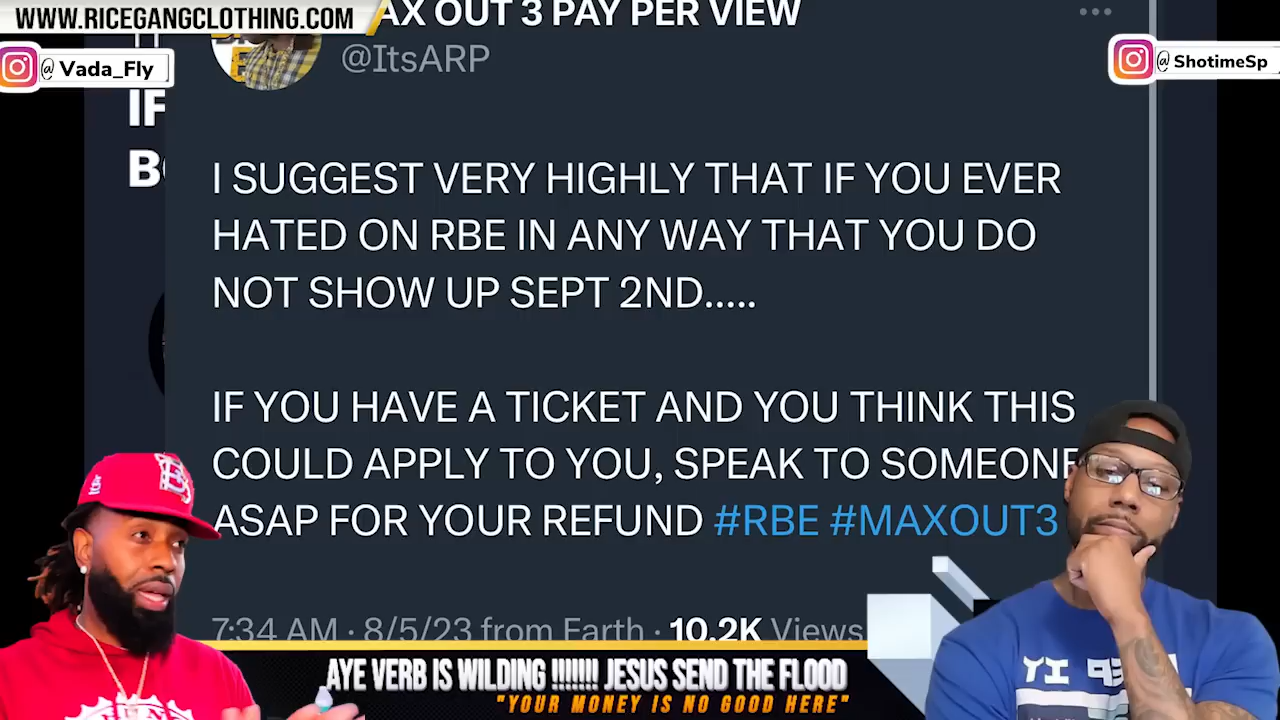 WWW.RICEGANGCLOTHING.COM
AX OUT 3 PAY PER VIEW
@ItsARP
@ Vada_Fly
@ ShotimeSp
IF
I SUGGEST VERY HIGHLY THAT IF YOU EVER
HATED ON RBE IN ANY WAY THAT YOU DO
NOT SHOW UP SEPT 2ND.....
IF YOU HAVE A TICKET AND YOU THINK THIS
COULD APPLY TO YOU, SPEAK TO SOMEONE
ASAP FOR YOUR REFUND #RBE #MAXOUT3
7:34 AM · 8/5/23 from Earth · 10.2K Views
AYE VERB IS WILDING !!!!!!! JESUS SEND THE FLOOD
"YOUR MONEY IS NO GOOD HERE"